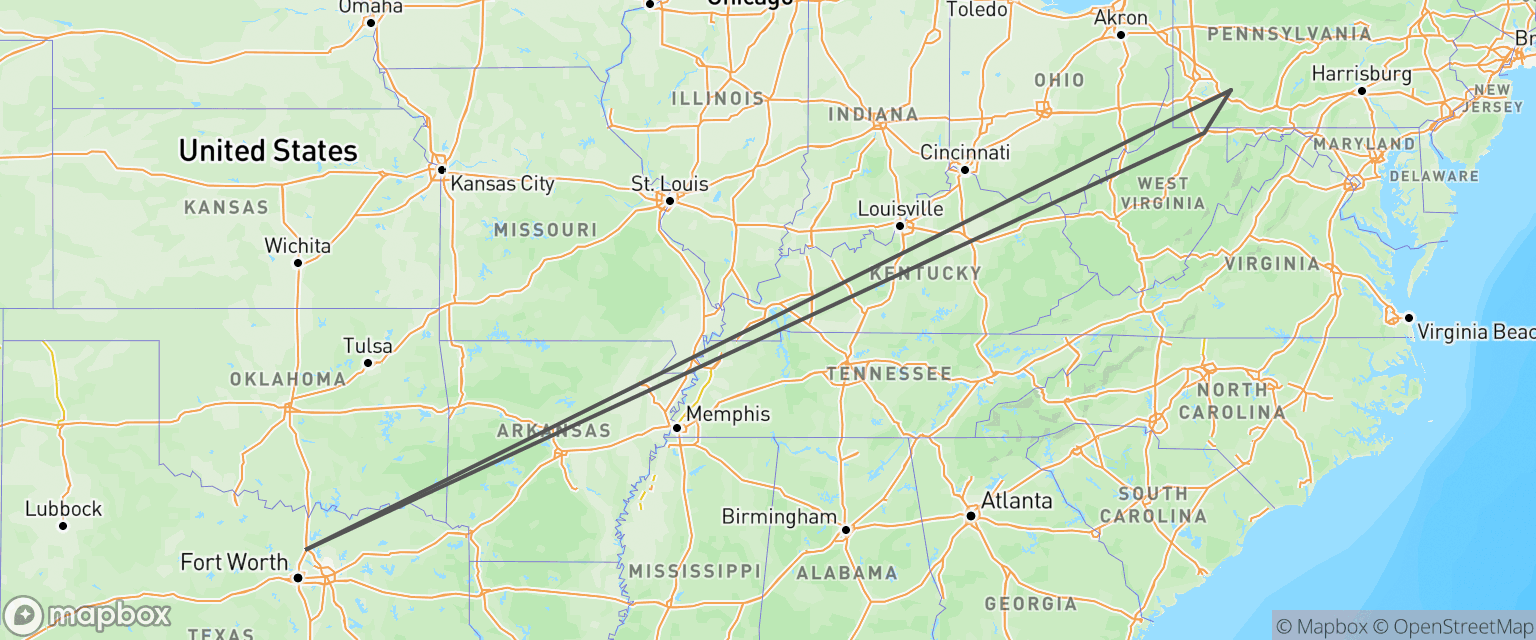 Omaha
Chicago
Toledo
Akron
PENNSYLVANIA
Harrisburg
NEW
JERSEY
OHIO
ILLINOIS
INDIANA
MARYLAND
DELAWARE
United States
Kansas City
St. Louis
Cincinnati
WEST
VIRGINIA
KANSAS
Louisville
MISSOURI
Wichita
KENTUCKY
VIRGINIA
Virginia Beac
Tulsa
OKLAHOMA
TENNESSEE
NORTH
CAROLINA
Memphis
ARKANSAS
Lubbock
Atlanta
SOUTH
CAROLINA
Birmingham
Fort Worth
MISSISSIPPI
ALABAMA
GEORGIA
TEXAS
mapbox
© Mapbox © OpenStreetMap